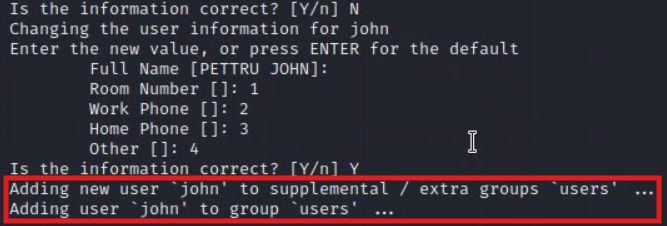 Is the information correct? [Y/n] N
Changing the user information for john
Enter the new value, or press ENTER for the default
Full Name [PETTRU JOHN]:
Room Number []: 1
Work Phone []: 2
Home Phone []: 3
Other []: 4
Is the information correct? [Y/n] Y
Adding new user `john' to supplemental / extra groups `users' ...
Adding user `john' to group `users' ...